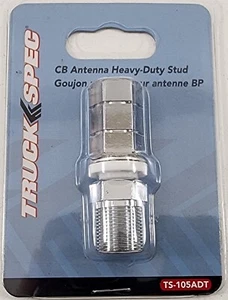 CB Antenna Heavy-Duty Stud
Goujon ur antenne BP
TRUCK SPEC
TS-105ADT